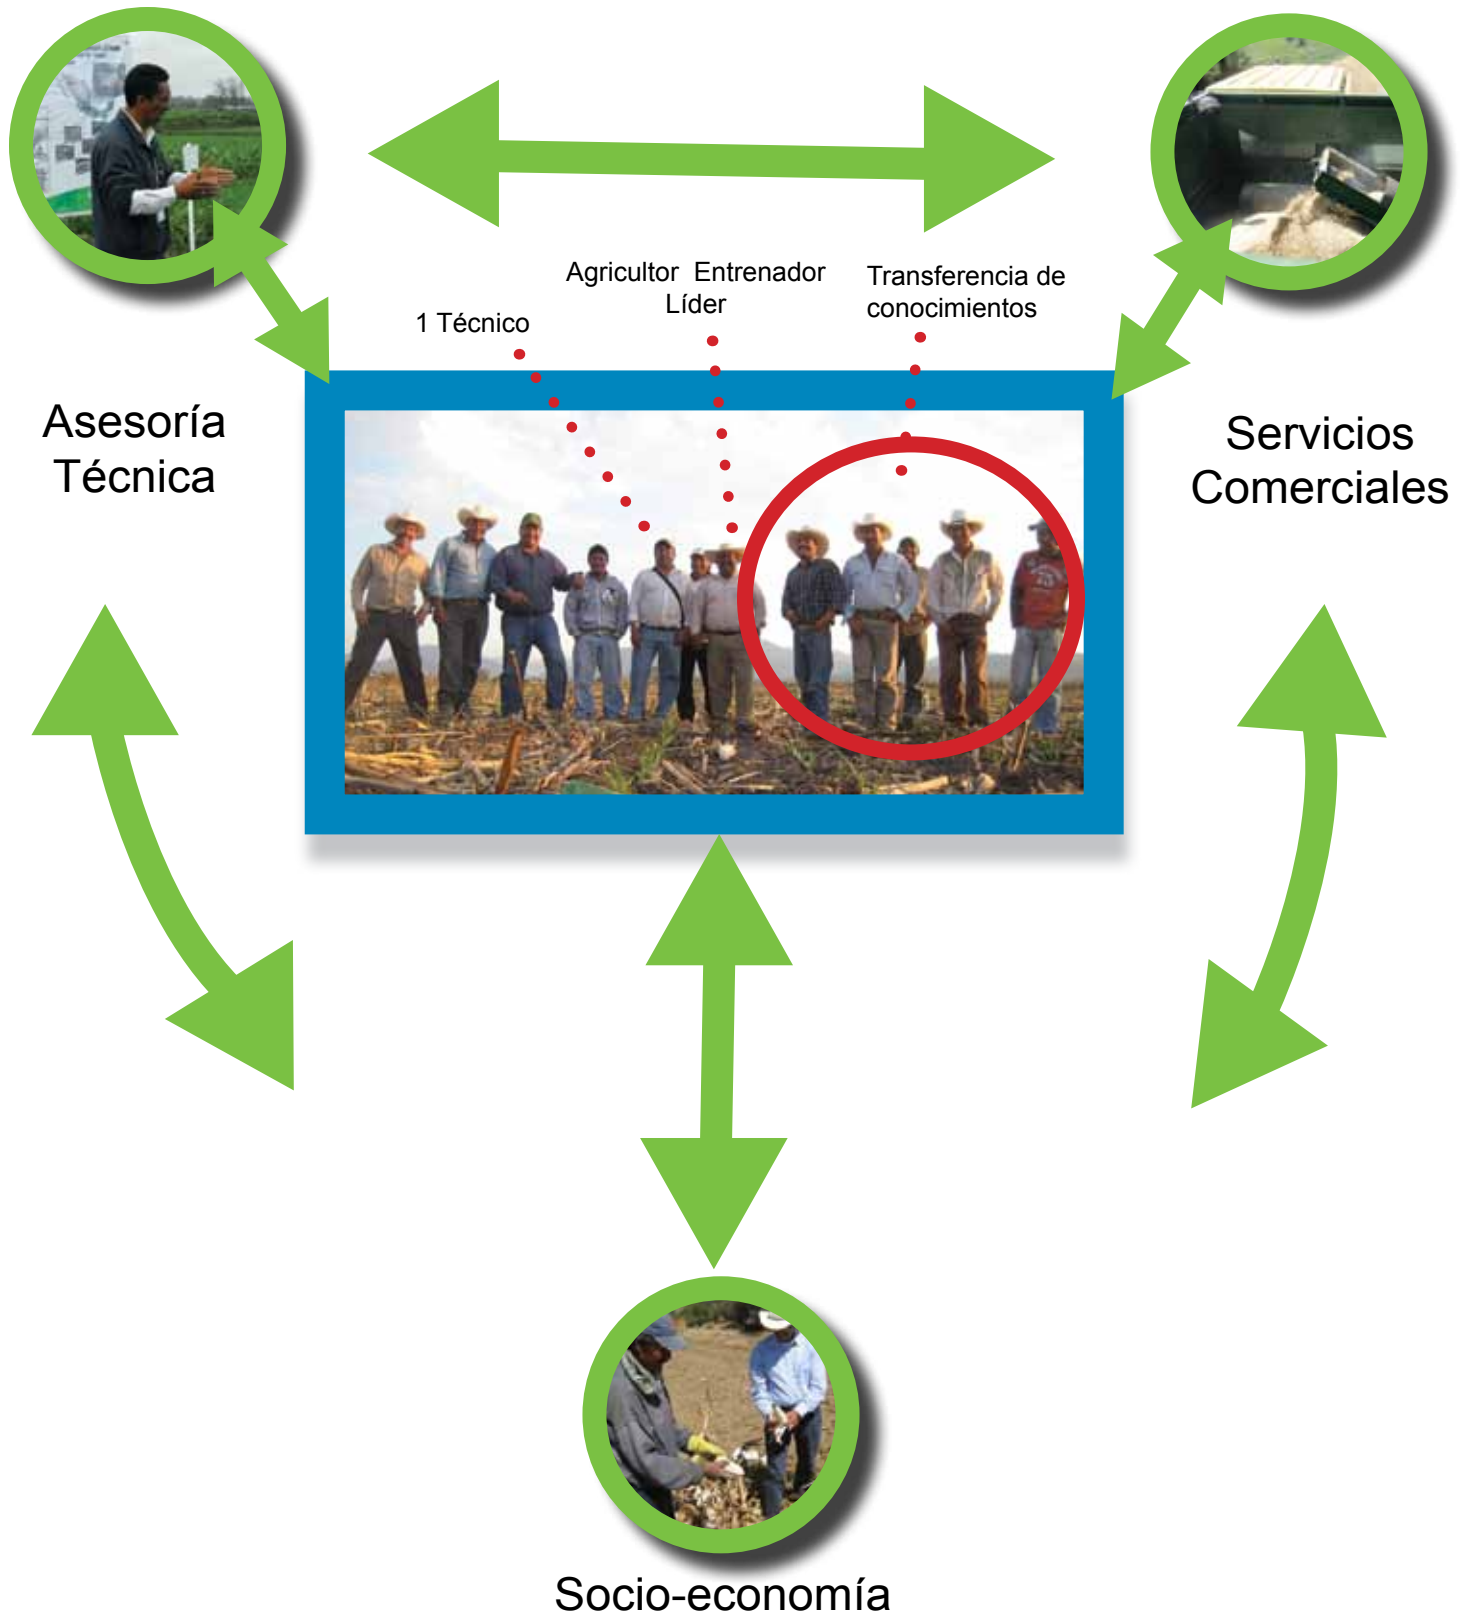 Agricultor Entrenador
Líder
Transferencia de
conocimientos
1 Técnico
Asesoría
Técnica
Servicios
Comerciales
Socio-economía